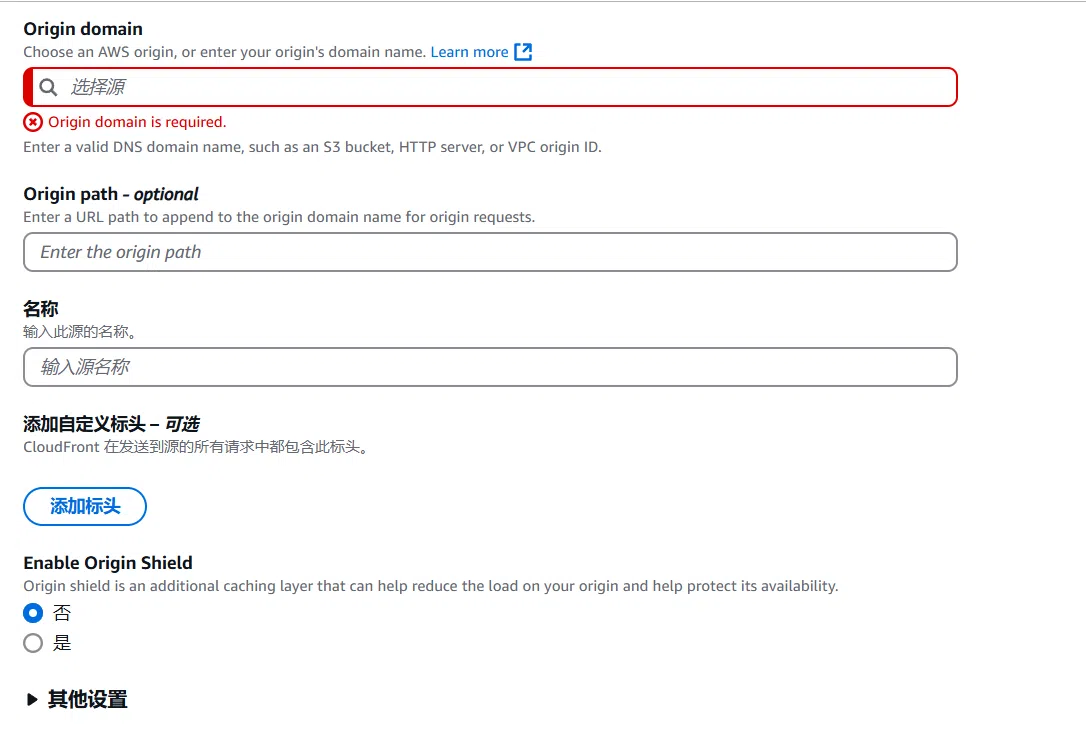 Origin domain
Choose an AWS origin, or enter your origin's domain name. Learn more
选择源
Origin domain is required.
Enter a valid DNS domain name, such as an S3 bucket, HTTP server, or VPC origin ID.
Origin path - optional
Enter a URL path to append to the origin domain name for origin requests.
Enter the origin path
名称
输入此源的名称。
输入源名称
添加自定义标头 – 可选
CloudFront 在发送到源的所有请求中都包含此标头。
添加标头
Enable Origin Shield
Origin shield is an additional caching layer that can help reduce the load on your origin and help protect its availability.
否
是
其他设置